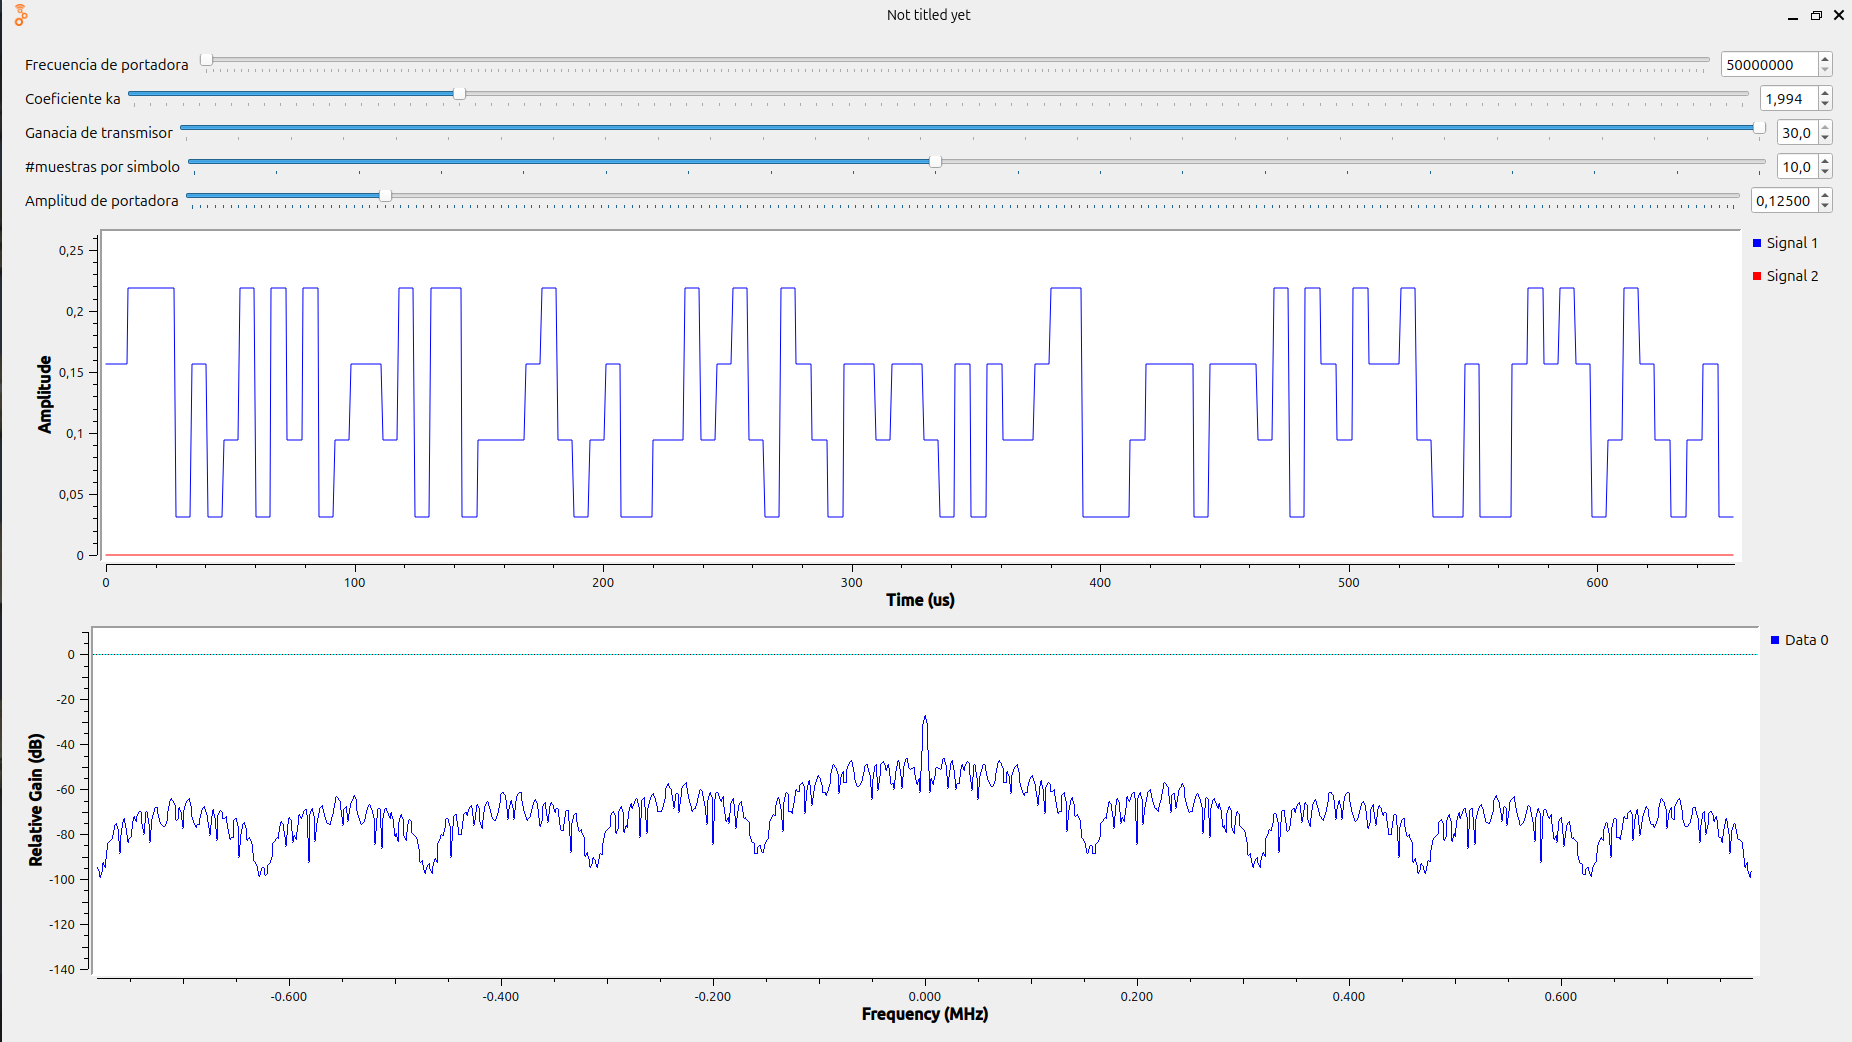 Not titled yet
Frecuencia de portadora 50000000
Coeficiente ka 1,994
Ganacia de transmisor 30,0
#muestras por simbolo 10,0
Amplitud de portadora 0,12500
Signal 1
Signal 2
Amplitude
0,25
0,2
0,15
0,1
0,05
0
0 100 200 300 400 500 600
Time (us)
Data 0
Relative Gain (dB)
0
-20
-40
-60
-80
-100
-120
-140
-0.600 -0.400 -0.200 0.000 0.200 0.400 0.600
Frequency (MHz)